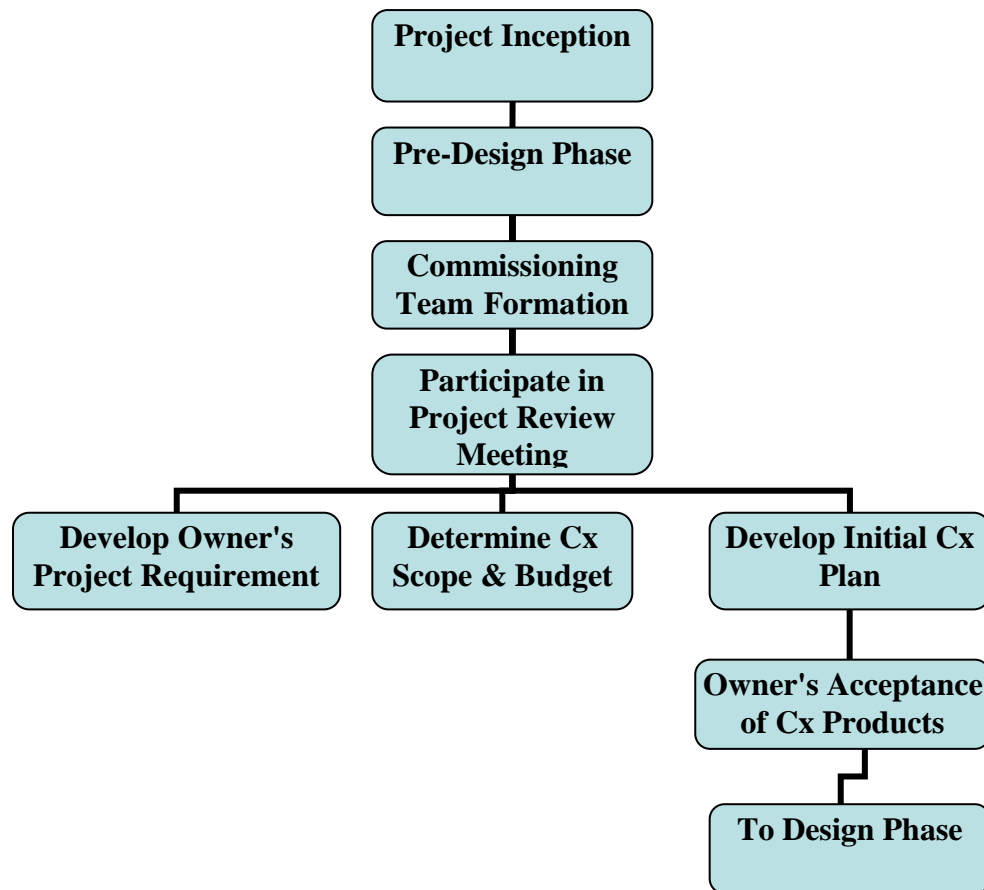 Project Inception
Pre-Design Phase
Commissioning
Team Formation
Participate in
Project Review
Meeting
Develop Owner's
Project Requirement
Determine Cx
Scope & Budget
Develop Initial Cx
Plan
Owner's Acceptance
of Cx Products
To Design Phase